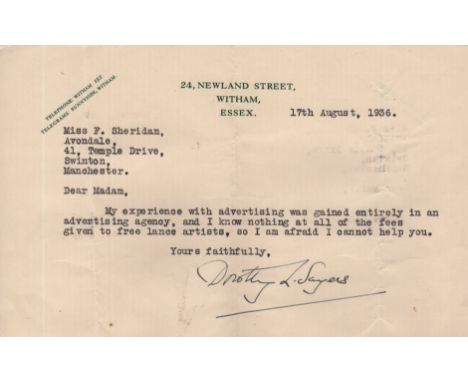 TELEPHONE: WITHAM
TELEGRAMS: SUNNYSIDE, WITHAM.
24, NEWLAND STREET,
WITHAM,
ESSEX.
17th August, 1936.
Miss F. Sheridan,
Avondale,
41, Temple Drive,
Swinton,
Manchester.
Dear Madam,
My experience with advertising was gained entirely in an
advertising agency, and I know nothing at all of the fees
given to free lance artists, so I am afraid I cannot help you.
Yours faithfully,
Dorothy L. Sayers